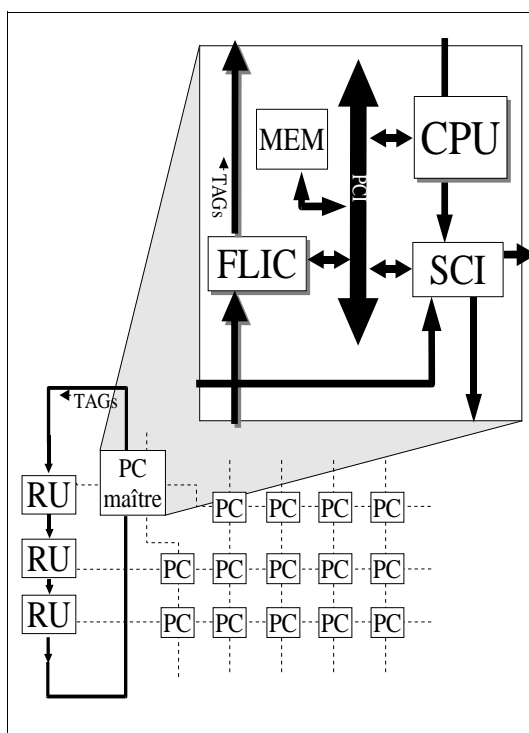 MEM
CPU
PCI
TAGs
FLIC
SCI
TAGs
PC
maître
RU
PC PC PC PC
RU
PC PC PC PC PC
RU
PC PC PC PC PC